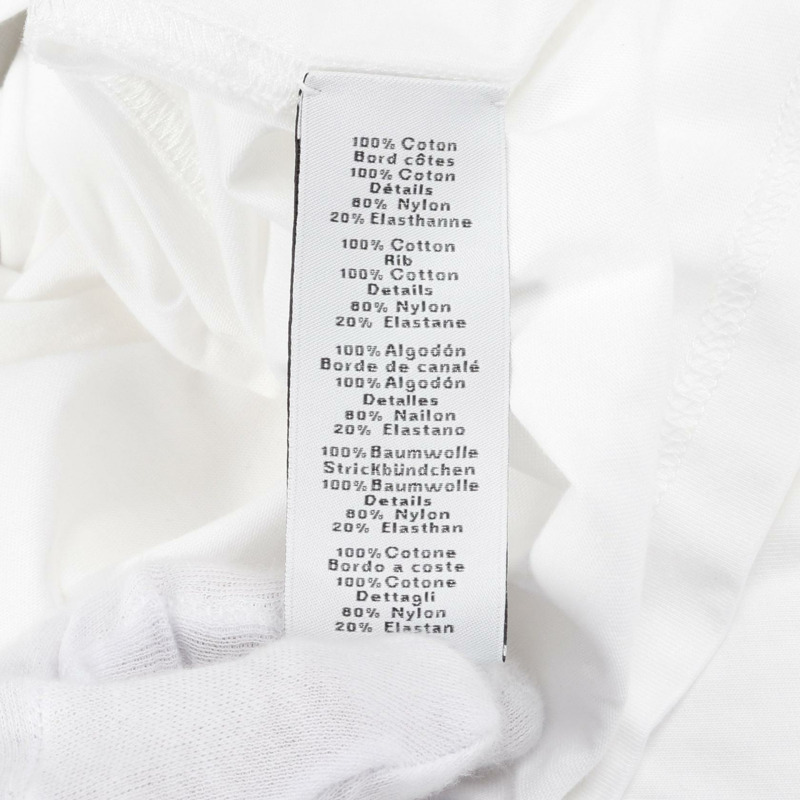 100% Coton
Bord côtes
100% Coton
Détails
80% Nylon
20% Elasthanne
100% Cotton
Rib
100% Cotton
Details
80% Nylon
20% Elastane
100% Algodón
Borde de canalé
100% Algodón
Detalles
80% Nailon
20% Elastano
100% Baumwolle
Strickbündchen
100% Baumwolle
Details
80% Nylon
20% Elasthan
100% Cotone
Bordo a coste
100% Cotone
Dettagli
80% Nylon
20% Elastan